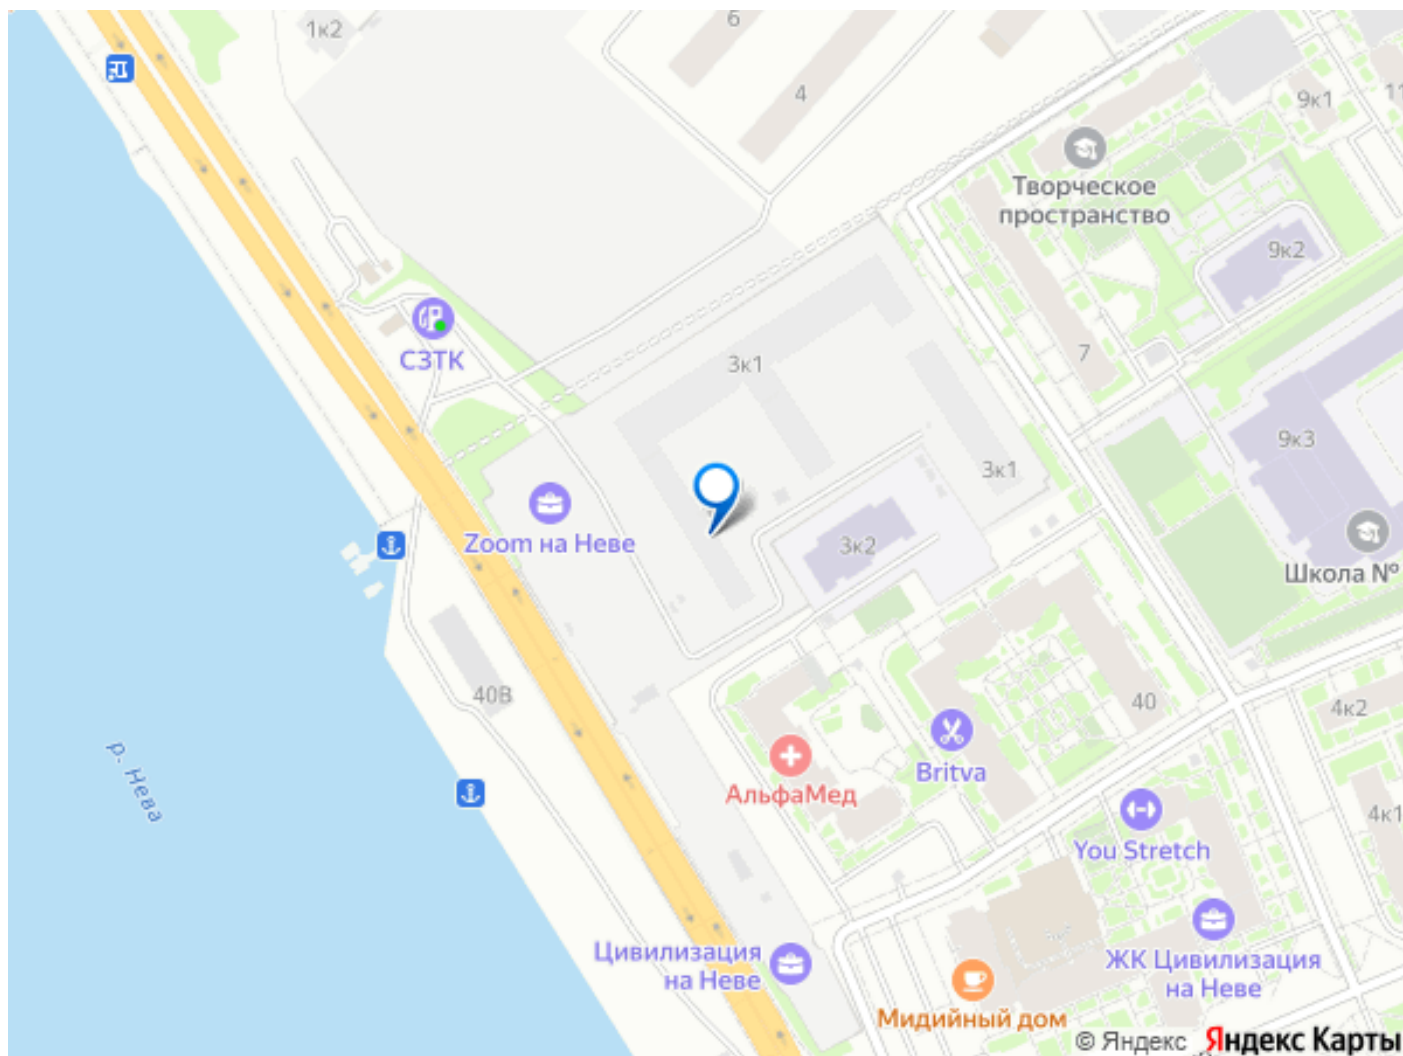 1к2
6
4
9к1
11
Творческое
пространство
9к2
СЗТК
3к1
7
9к3
3к1
Zoom на Неве
3к2
Школа №
40В
40
4к2
р. Нева
Britva
АльфаМед
4к1
You Stretch
Цивилизация
на Неве
ЖК Цивилизация
на Неве
Мидийный дом
© Яндекс Яндекс Карты